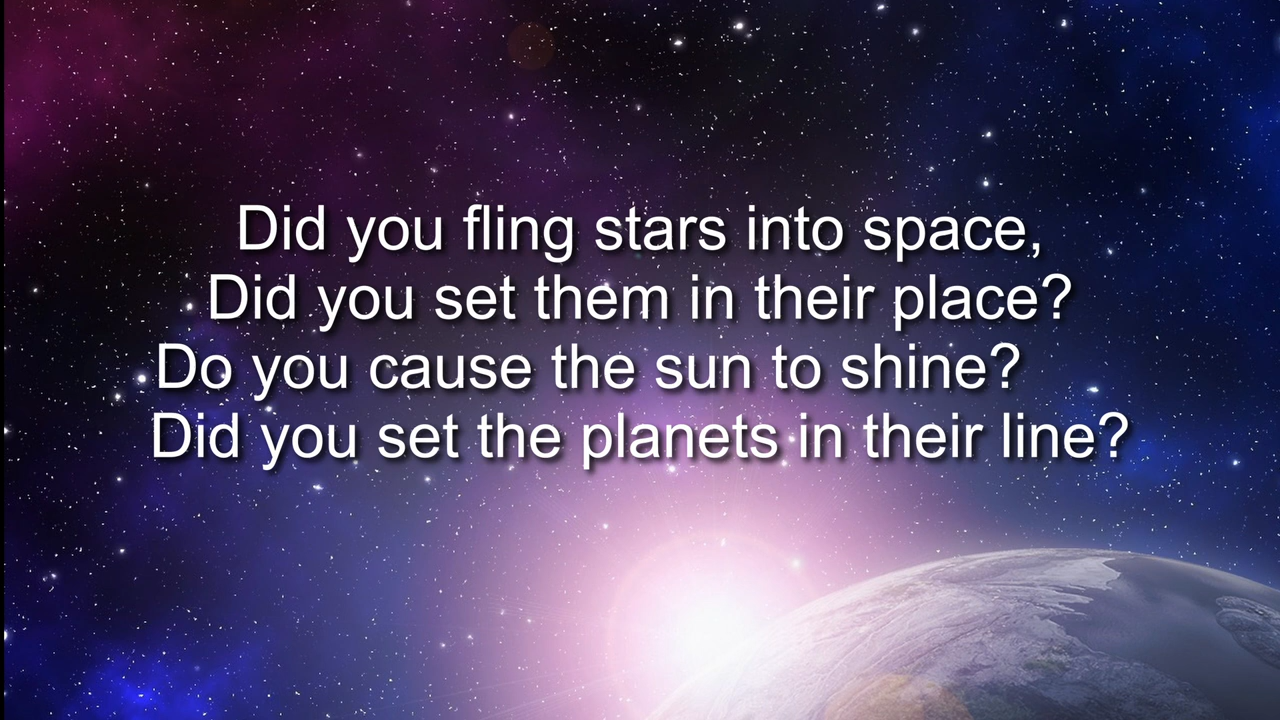 Did you fling stars into space,
Did you set them in their place?
Do you cause the sun to shine?
Did you set the planets in their line?